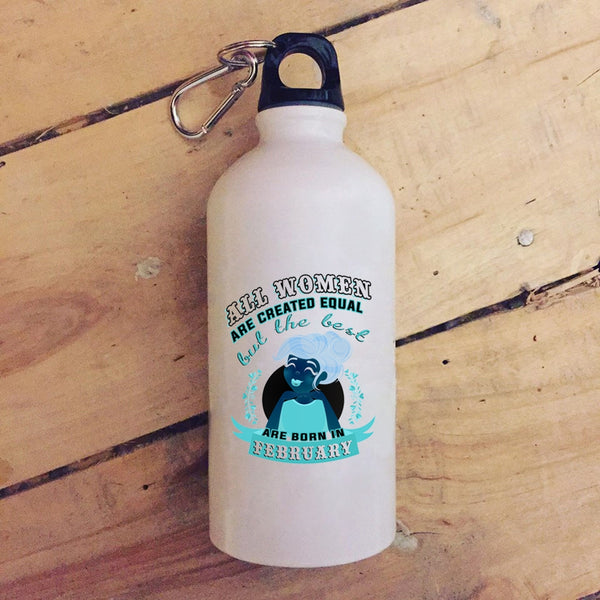 ALL WOMEN
ARE CREATED EQUAL
but the best
ARE BORN IN
FEBRUARY